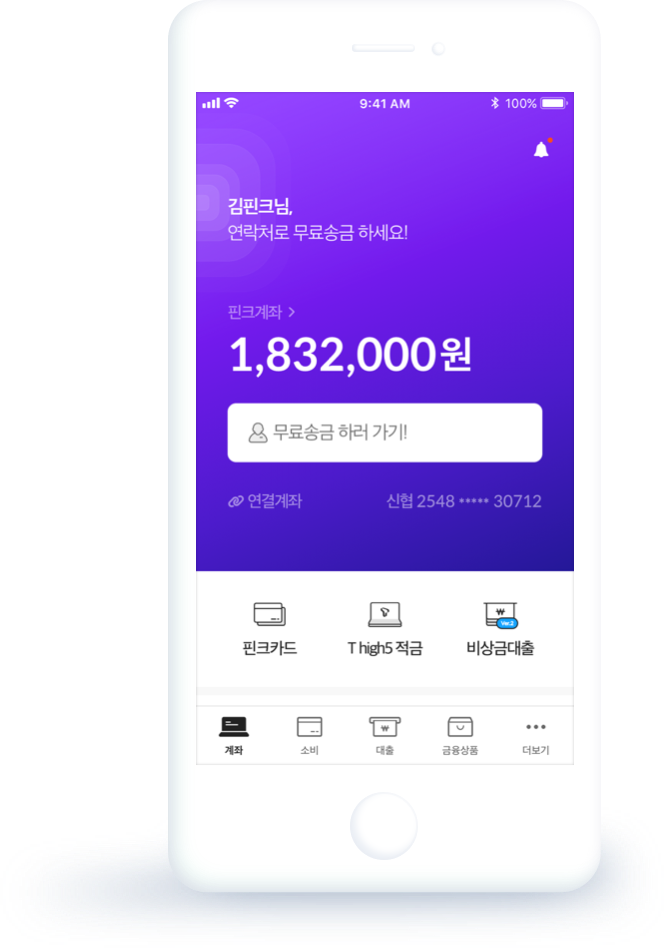 9:41 AM
100%
김핀크님,
연락처로 무료송금 하세요!
핀크계좌 >
1,832,000원
무료송금 하러 가기!
연결계좌 신협 2548 ••••• 30712
₩
Ver.2
핀크카드 T high5 적금 비상금대출
₩
계좌 소비 대출 금융상품 더보기